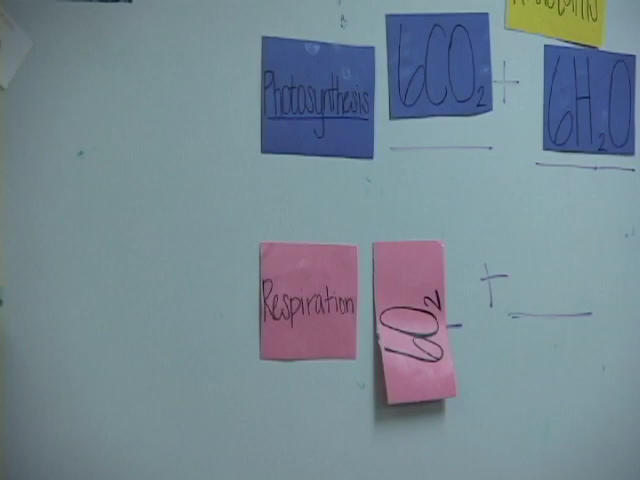 Photosynthesis 6CO₂ + 6H₂O
Respiration 6O₂ +